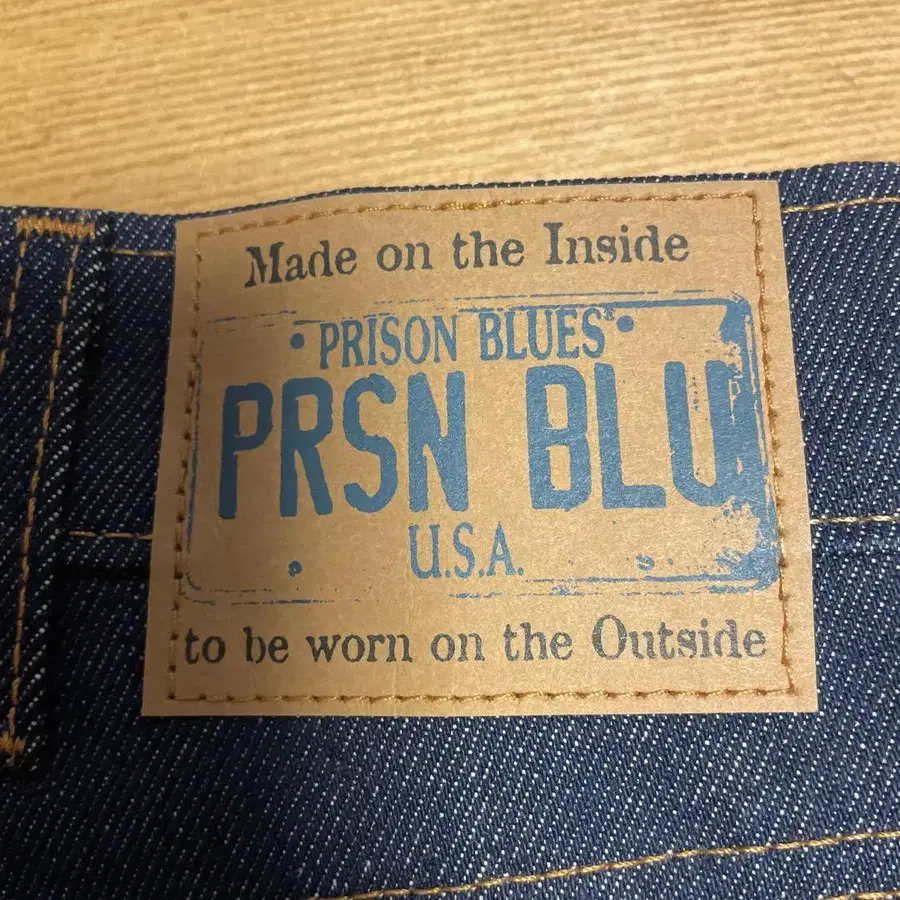 Made on the Inside
• PRISON BLUES •
PRSN BLU
U.S.A.
to be worn on the Outside